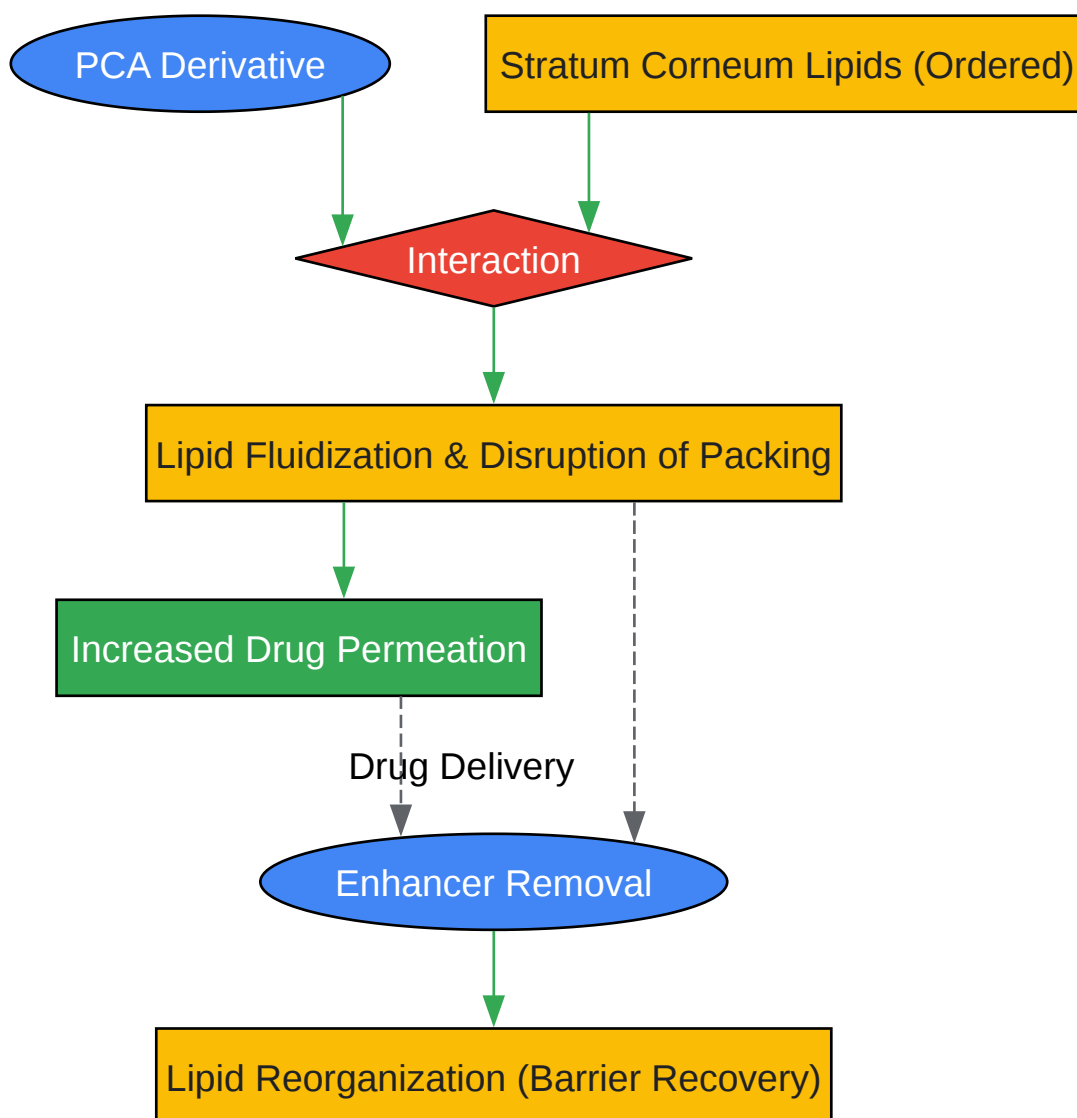 PCA Derivative
Stratum Corneum Lipids (Ordered)
Interaction
Lipid Fluidization & Disruption of Packing
Increased Drug Permeation
Drug Delivery
Enhancer Removal
Lipid Reorganization (Barrier Recovery)